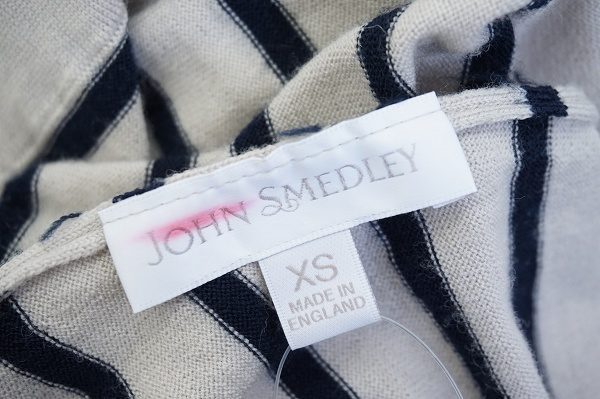 JOHN SMEDLEY
XS
MADE IN
ENGLAND